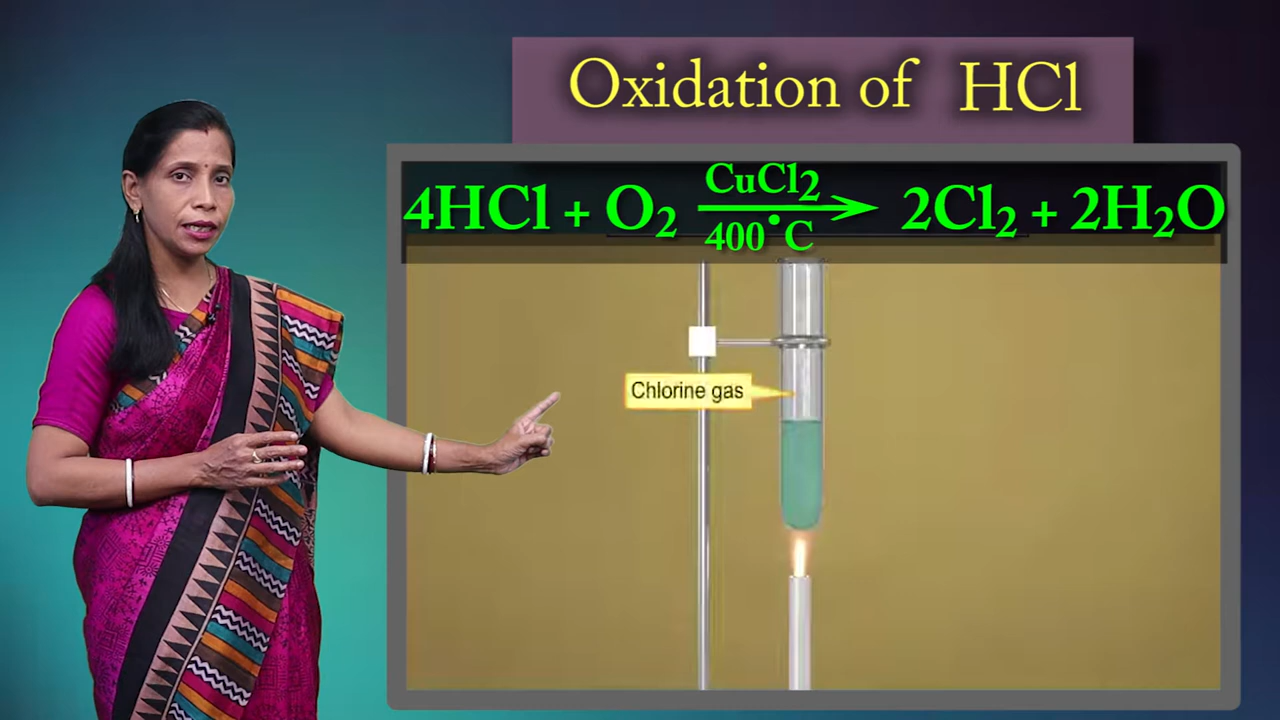 Oxidation of HCl
4HCl + O₂ CuCl₂ 400°C → 2Cl₂ + 2H₂O
Chlorine gas